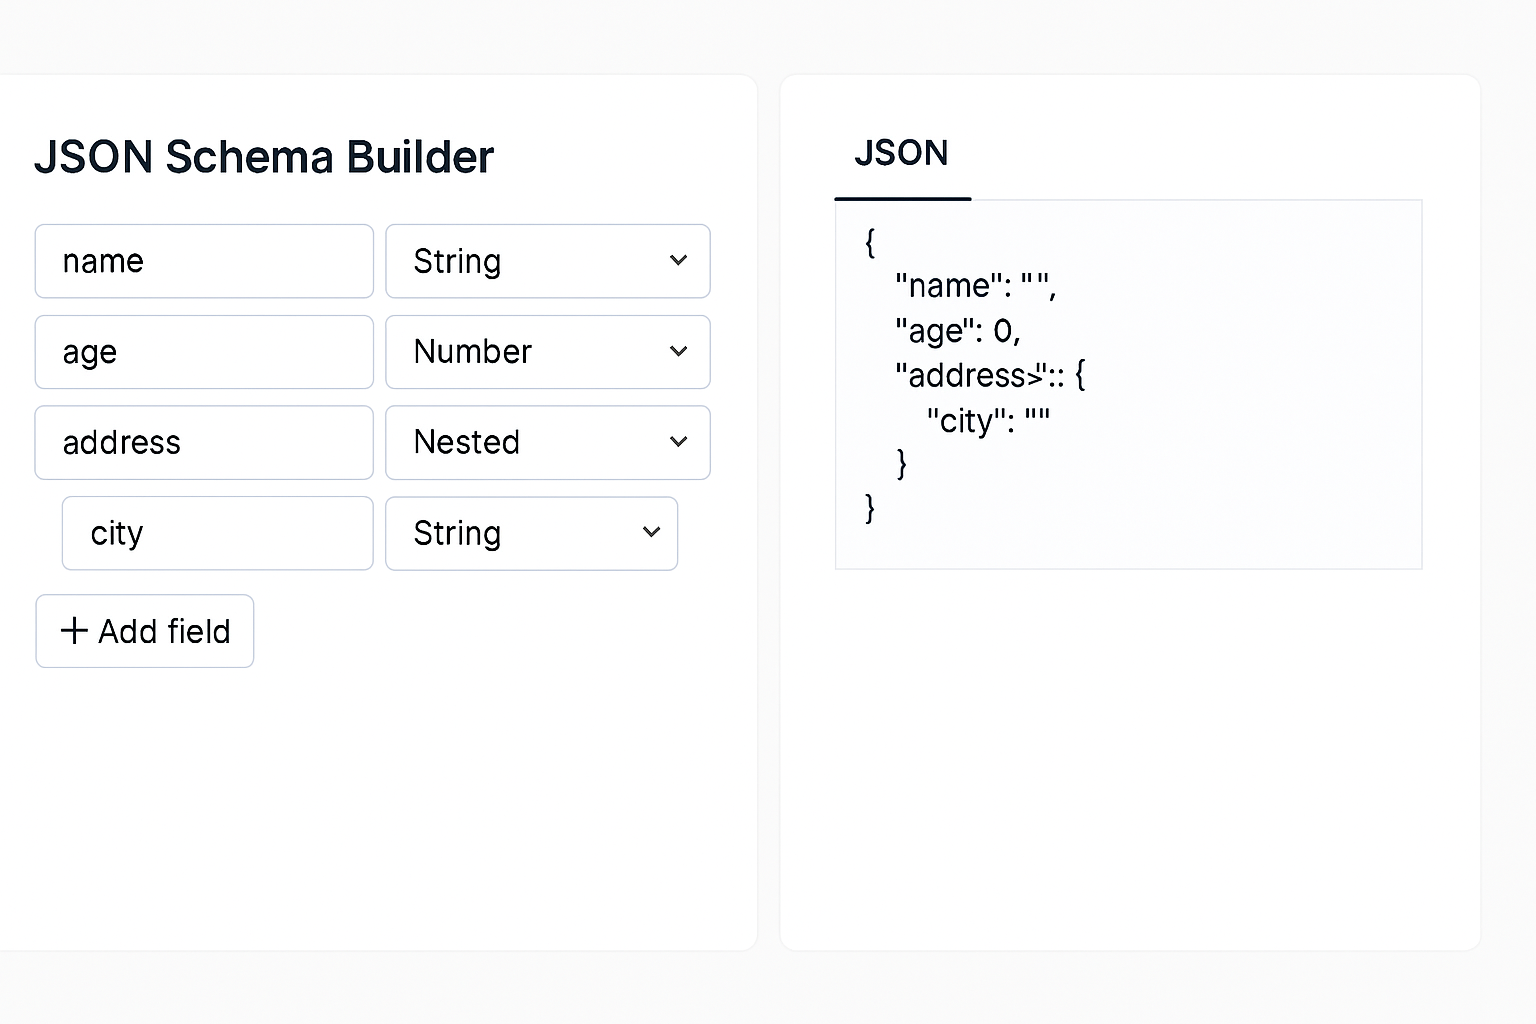 JSON Schema Builder
name String
age Number
address Nested
city String
+ Add field
JSON
{
"name": "",
"age": 0,
"address>":: {
"city": ""
}
}